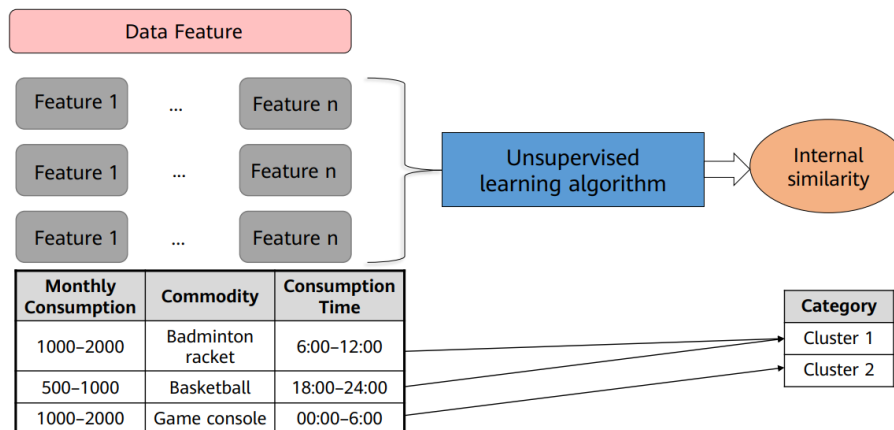 Data Feature
Feature 1 ... Feature n
Feature 1 ... Feature n
Feature 1 ... Feature n
Unsupervised
learning algorithm
Internal
similarity
Monthly
Consumption
Commodity
Consumption
Time
1000–2000
Badminton
racket
6:00–12:00
500–1000
Basketball
18:00–24:00
1000–2000
Game console
00:00–6:00
Category
Cluster 1
Cluster 2